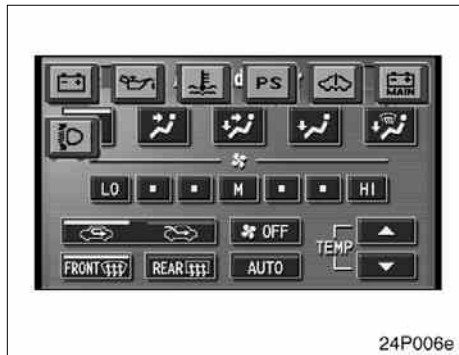 PS
MAIN
LO M HI
OFF
TEMP
FRONT REAR AUTO
24P006e